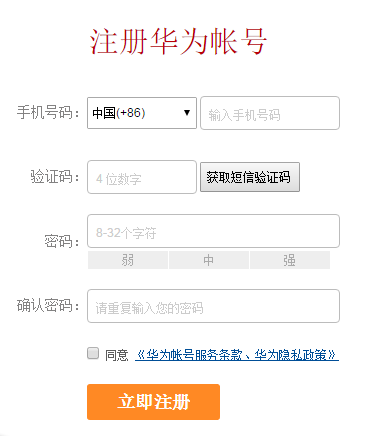 注册华为帐号
手机号码： 中国(+86) 输入手机号码
验证码： 4 位数字 获取短信验证码
密码： 8-32个字符
弱 中 强
确认密码： 请重复输入您的密码
同意 《华为帐号服务条款、华为隐私政策》
立即注册